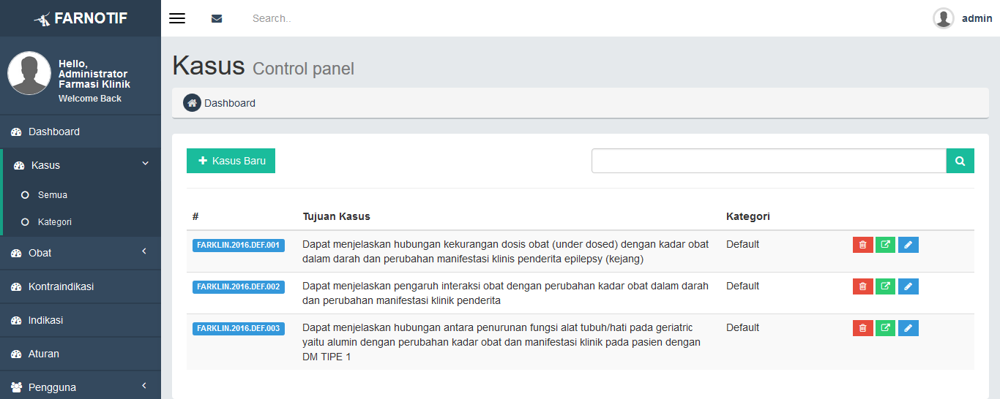 FARNOTIF
Search..
admin
Hello,
Administrator
Farmasi Klinik
Welcome Back
Dashboard
Kasus
Semua
Kategori
Obat
Kontraindikasi
Indikasi
Aturan
Pengguna
Kasus Control panel
Dashboard
Kasus Baru
# Tujuan Kasus Kategori
FARKLIN.2016.DEF.001 Dapat menjelaskan hubungan kekurangan dosis obat (under dosed) dengan kadar obat Default
dalam darah dan perubahan manifestasi klinis penderita epilepsy (kejang)
FARKLIN.2016.DEF.002 Dapat menjelaskan pengaruh interaksi obat dengan perubahan kadar obat dalam darah Default
dan perubahan manifestasi klinik penderita
FARKLIN.2016.DEF.003 Dapat menjelaskan hubungan antara penurunan fungsi alat tubuh/hati pada geriatric Default
yaitu alumin dengan perubahan kadar obat dan manifestasi klinik pada pasien dengan
DM TIPE 1